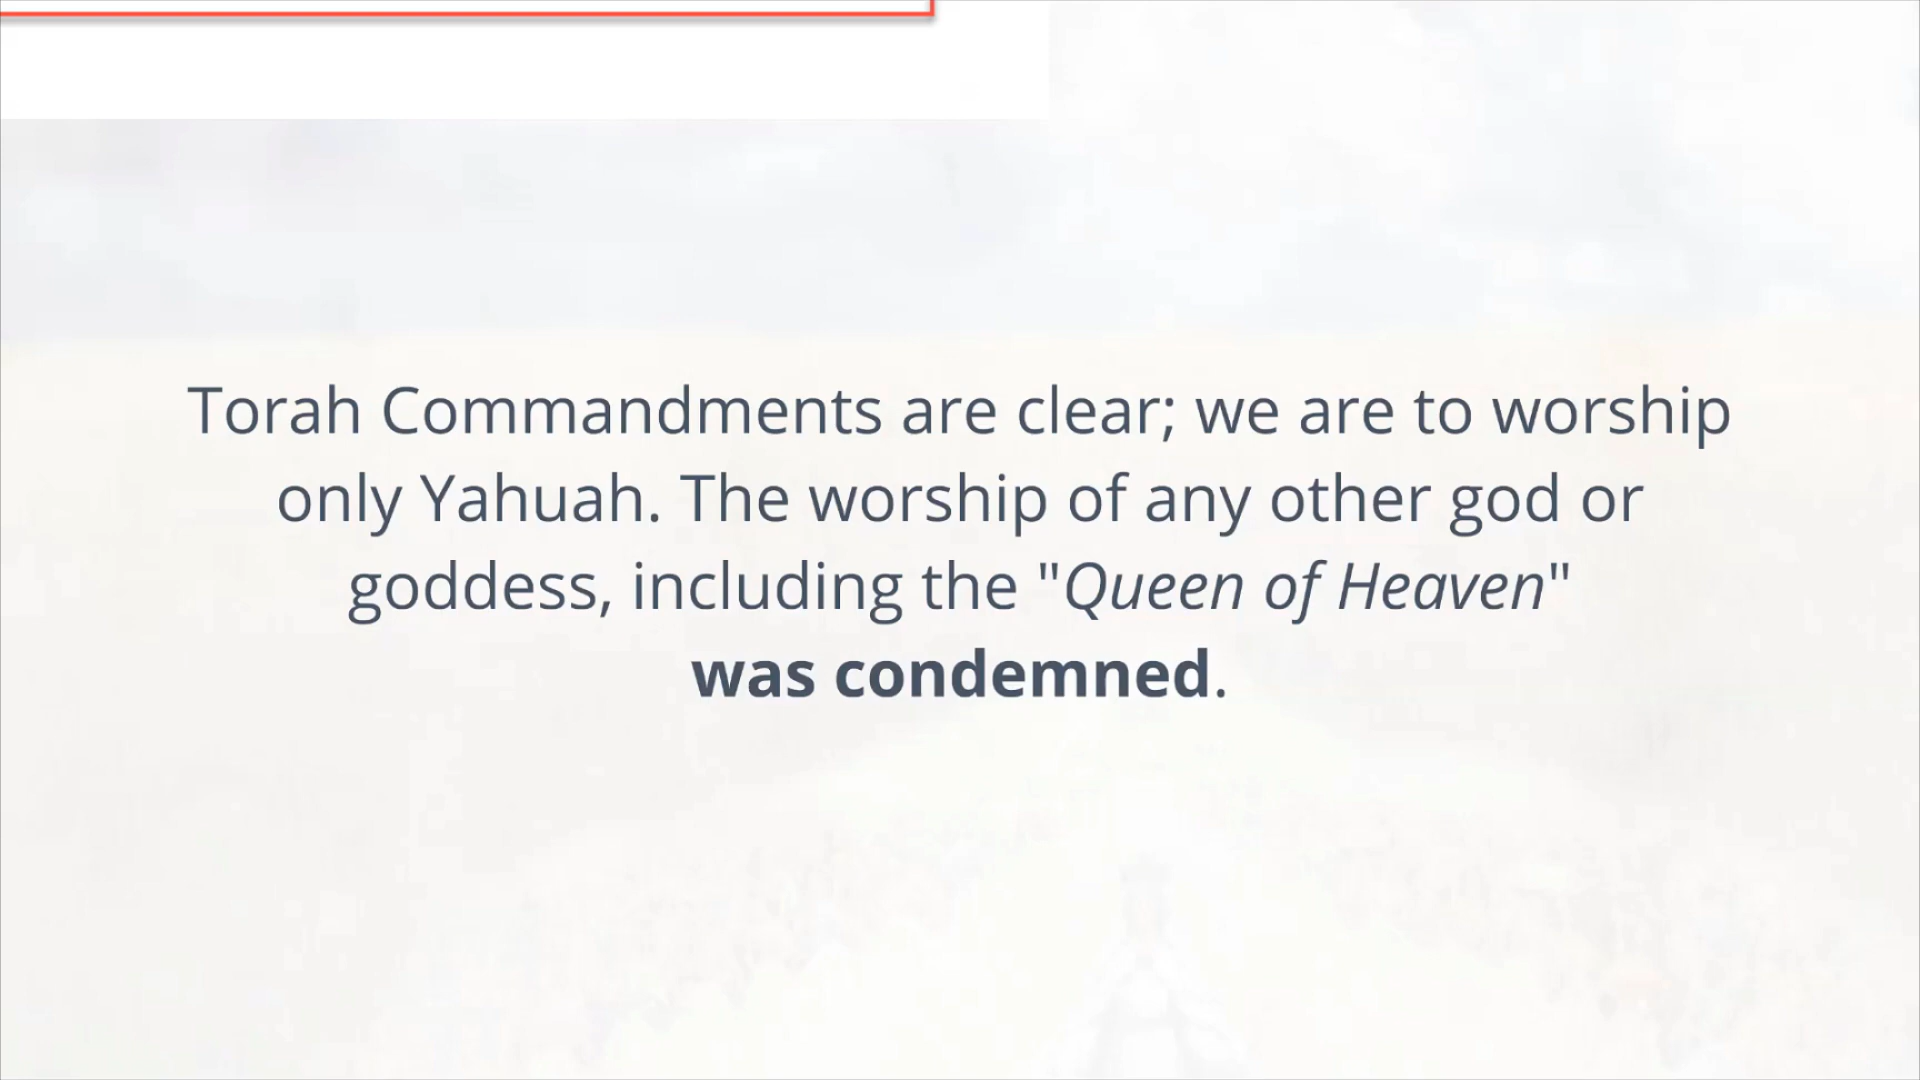 Torah Commandments are clear; we are to worship
only Yahuah. The worship of any other god or
goddess, including the "Queen of Heaven"
was condemned.